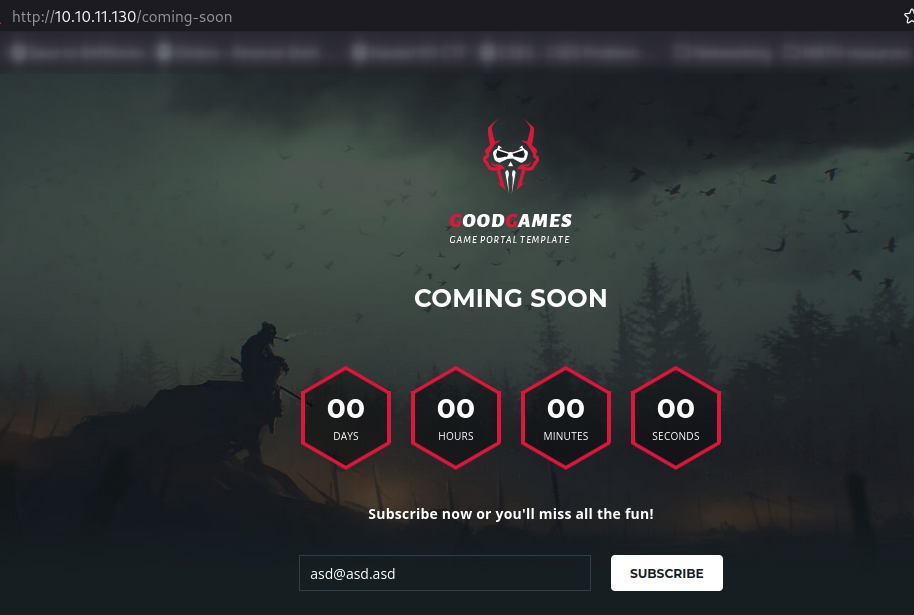 http://10.10.11.130/coming-soon
GOODGAMES
GAME PORTAL TEMPLATE
COMING SOON
00 00 00 00
DAYS HOURS MINUTES SECONDS
Subscribe now or you'll miss all the fun!
asd@asd.asd SUBSCRIBE